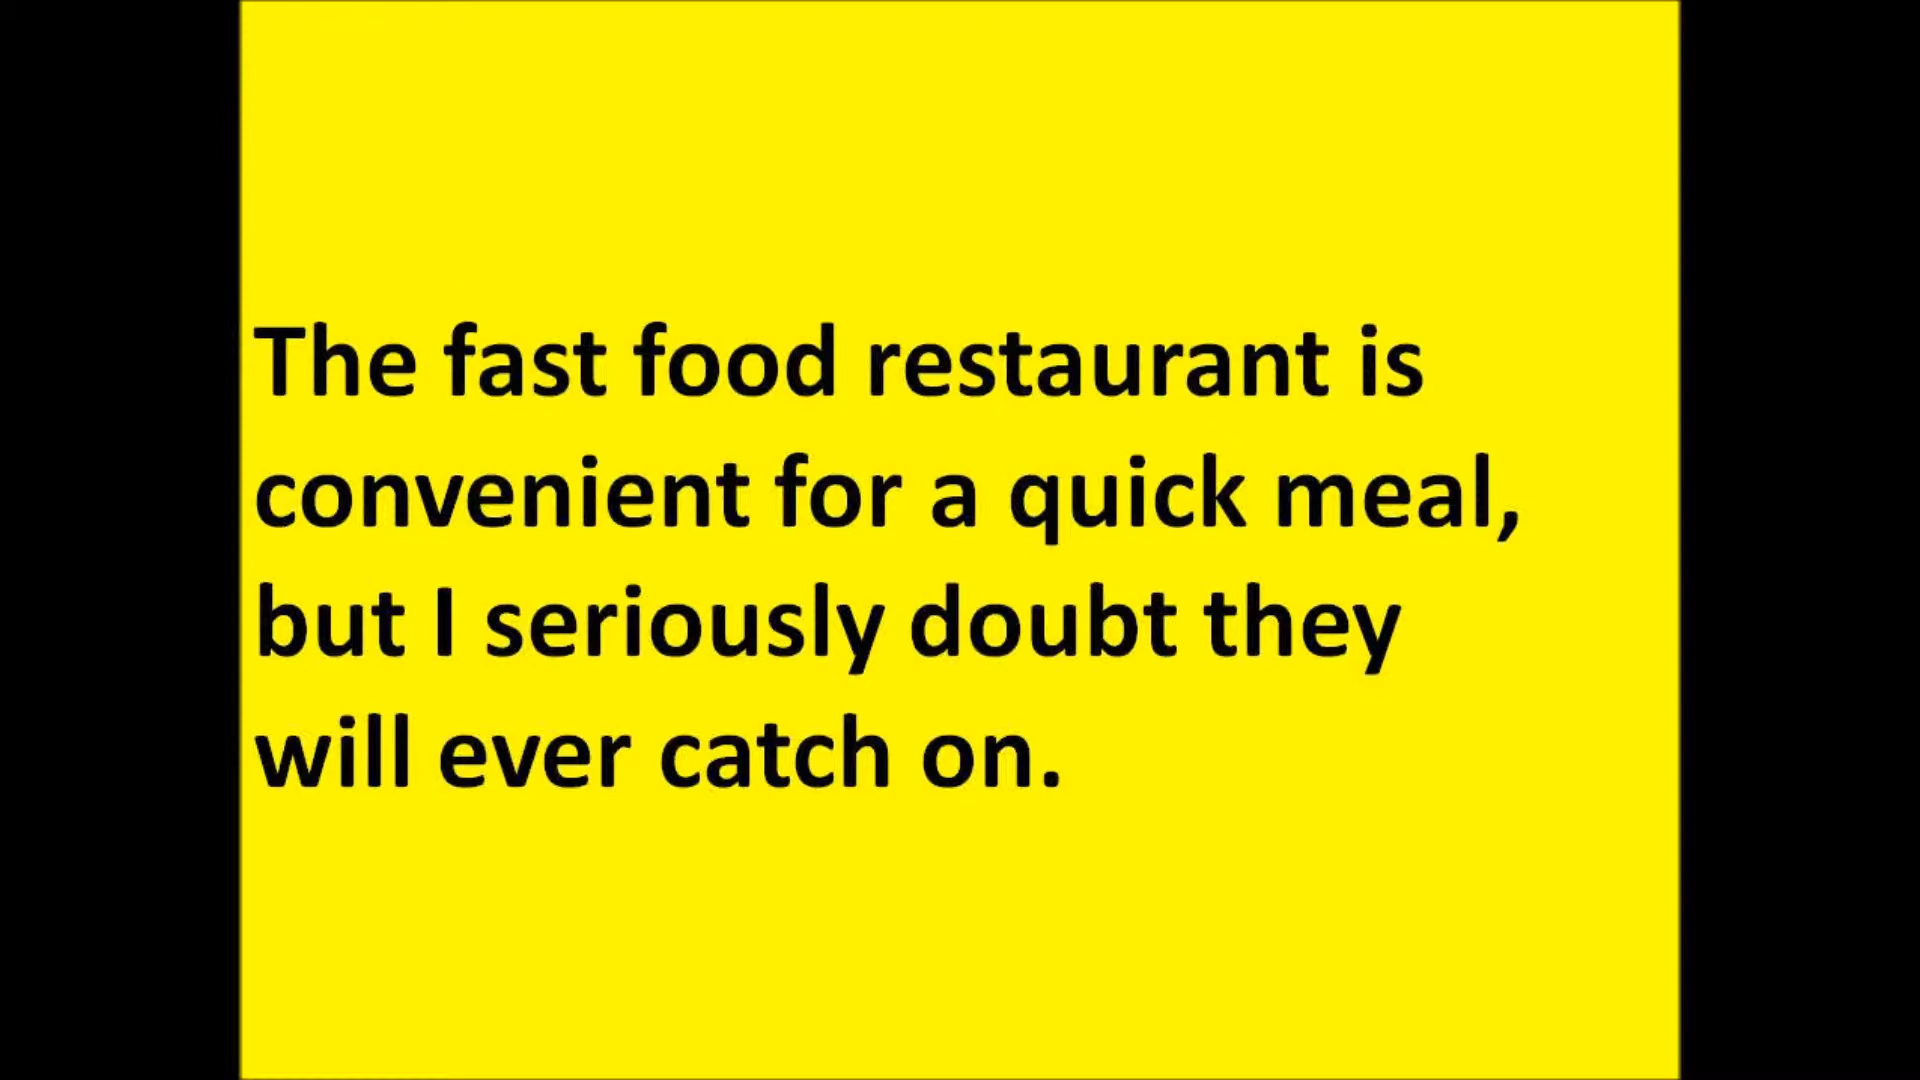 The fast food restaurant is
convenient for a quick meal,
but I seriously doubt they
will ever catch on.